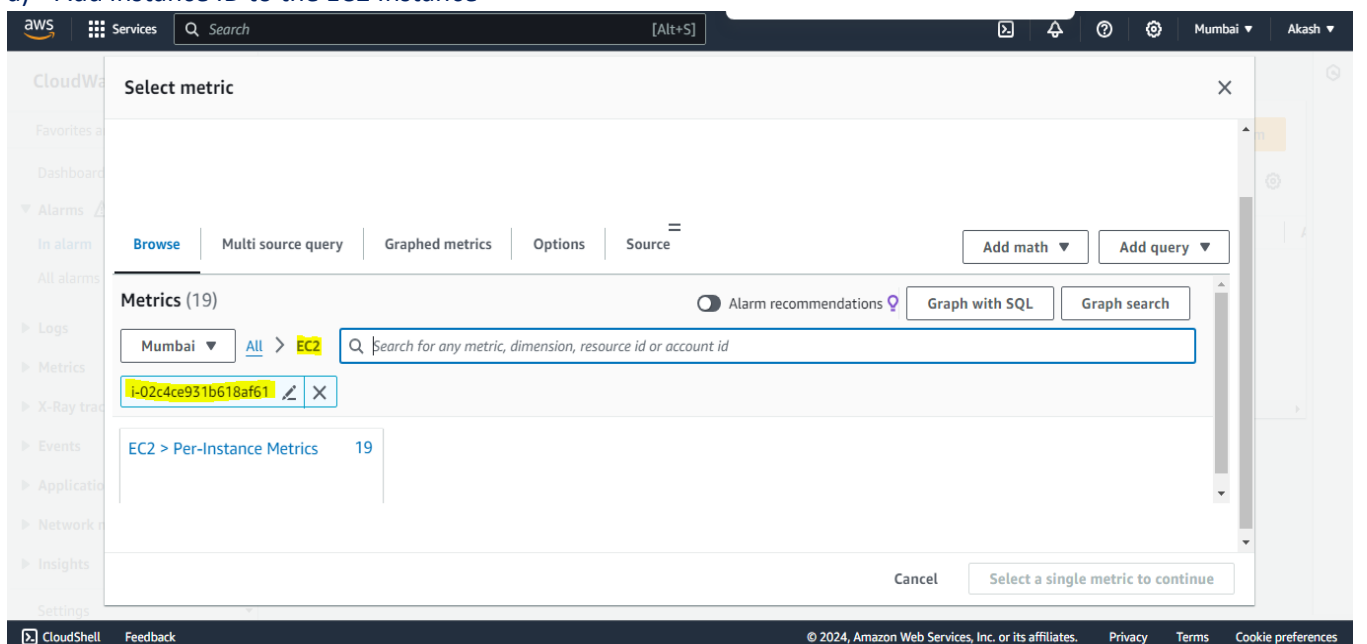 aws
Services
Search
[Alt+S]
Mumbai
Akash
CloudWa
Select metric
Favorites a
Dashboard
Alarms
In alarm
All alarms
Logs
Metrics
X-Ray trac
Events
Applicatio
Network n
Insights
Settings
Browse
Multi source query
Graphed metrics
Options
Source
Add math
Add query
Metrics (19)
Alarm recommendations
Graph with SQL
Graph search
Mumbai
All > EC2
Search for any metric, dimension, resource id or account id
i-02c4ce931b618af61
EC2 > Per-Instance Metrics 19
Cancel
Select a single metric to continue
CloudShell
Feedback
© 2024, Amazon Web Services, Inc. or its affiliates.
Privacy
Terms
Cookie preferences